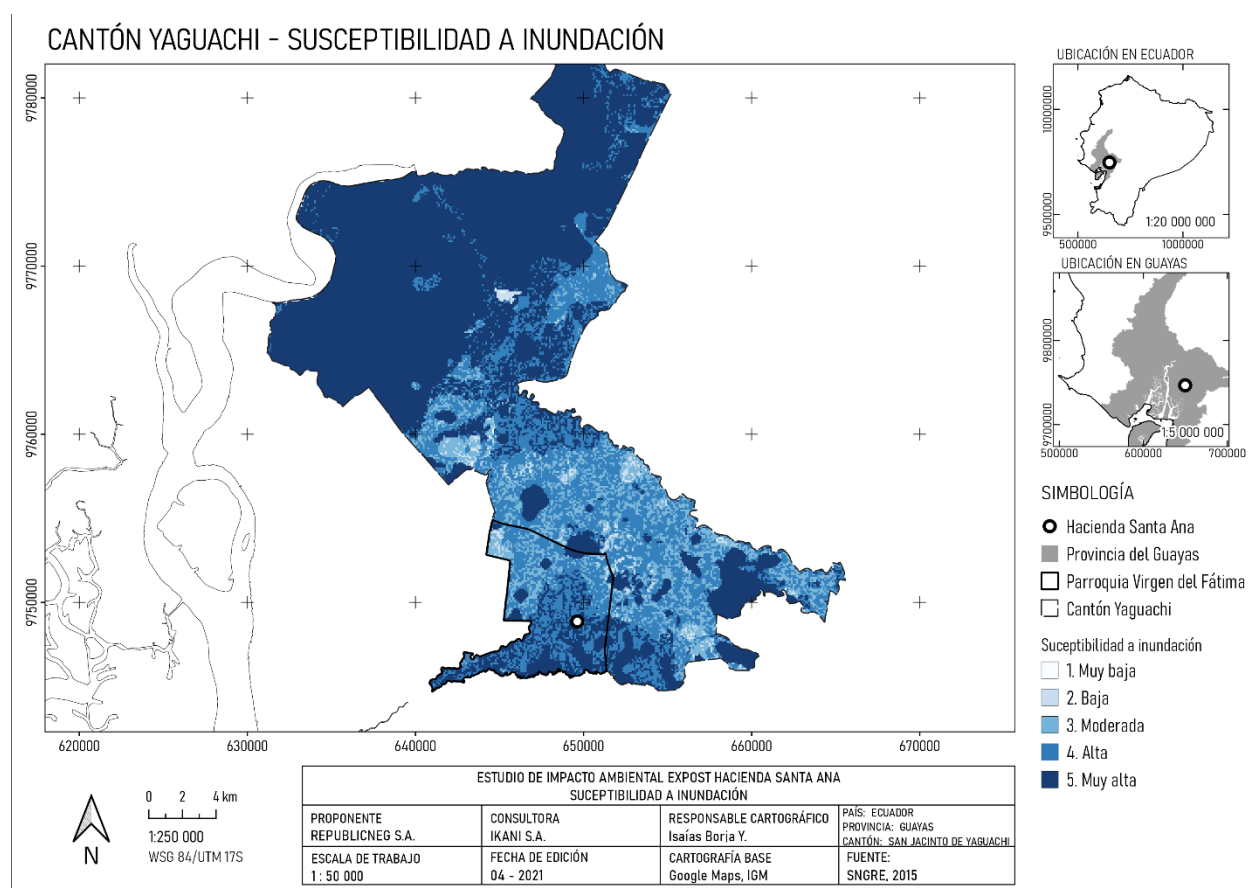 CANTÓN YAGUACHI - SUSCEPTIBILIDAD A INUNDACIÓN
9780000
9770000
9760000
9750000
620000
630000
640000
650000
660000
670000
UBICACIÓN EN ECUADOR
10000000
9500000
1:20 000 000
500000
1000000
UBICACIÓN EN GUAYAS
9800000
9700000
1:5 000 000
500000
600000
700000
SIMBOLOGÍA
Hacienda Santa Ana
Provincia del Guayas
Parroquia Virgen del Fátima
Cantón Yaguachi
Suceptibilidad a inundación
1. Muy baja
2. Baja
3. Moderada
4. Alta
5. Muy alta
N
0 2 4 km
1:250 000
WSG 84/UTM 17S
ESTUDIO DE IMPACTO AMBIENTAL EXPOST HACIENDA SANTA ANA
SUCEPTIBILIDAD A INUNDACIÓN
PROPONENTE
REPUBLICNEG S.A.
CONSULTORA
IKANI S.A.
RESPONSABLE CARTOGRÁFICO
Isaías Borja Y.
PAÍS: ECUADOR
PROVINCIA: GUAYAS
CANTÓN: SAN JACINTO DE YAGUACHI
ESCALA DE TRABAJO
1 : 50 000
FECHA DE EDICIÓN
04 - 2021
CARTOGRAFÍA BASE
Google Maps, IGM
FUENTE:
SNGRE, 2015